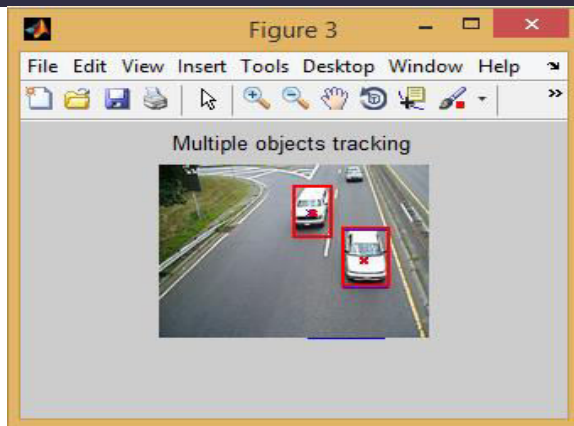 Figure 3
File Edit View Insert Tools Desktop Window Help
Multiple objects tracking